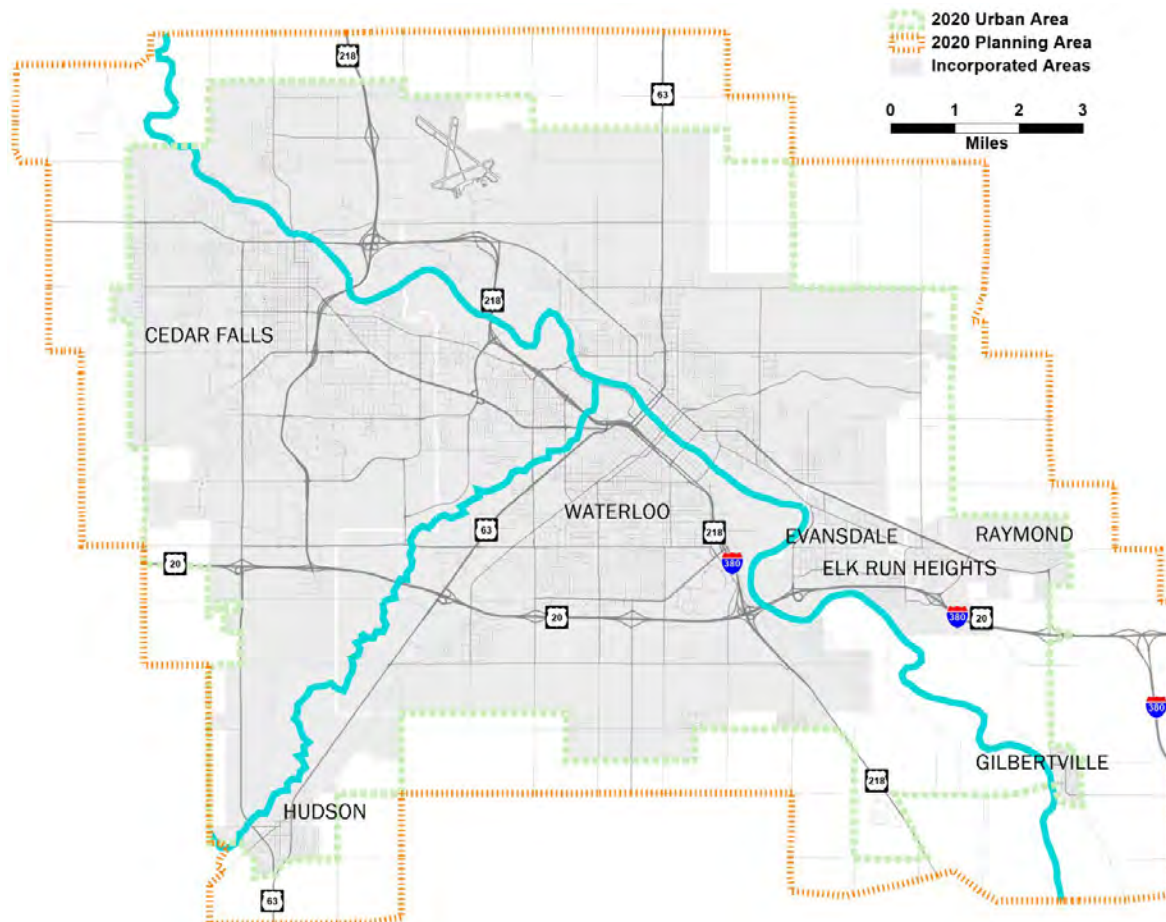 2020 Urban Area
2020 Planning Area
Incorporated Areas
0 1 2 3
Miles
218
63
218
CEDAR FALLS
WATERLOO
63
218
EVANSDALE
RAYMOND
20
380
ELK RUN HEIGHTS
20
380
20
380
GILBERTVILLE
218
HUDSON
63